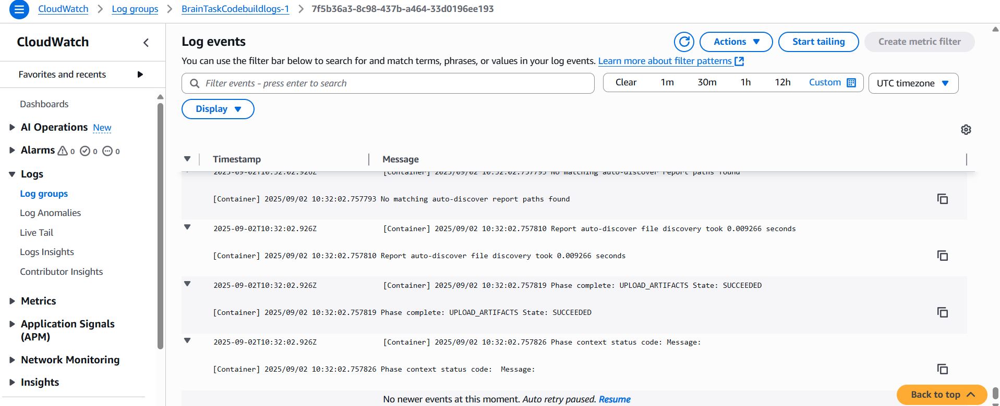 CloudWatch > Log groups > BrainTaskCodebuildlogs-1 > 7f5b36a3-8c98-437b-a464-33d0196ee193
CloudWatch
Favorites and recents
Dashboards
AI Operations New
Alarms 0 0 0
Logs
Log groups
Log Anomalies
Live Tail
Logs Insights
Contributor Insights
Metrics
Application Signals
(APM)
Network Monitoring
Insights
Log events
Actions
Start tailing
Create metric filter
You can use the filter bar below to search for and match terms, phrases, or values in your log events. Learn more about filter patterns
Filter events - press enter to search
Clear 1m 30m 1h 12h Custom
UTC timezone
Display
Timestamp Message
2025-09-02T10:32:02.926Z [Container] 2025/09/02 10:32:02.757793 No matching auto-discover report paths found
[Container] 2025/09/02 10:32:02.757793 No matching auto-discover report paths found
2025-09-02T10:32:02.926Z [Container] 2025/09/02 10:32:02.757810 Report auto-discover file discovery took 0.009266 seconds
[Container] 2025/09/02 10:32:02.757810 Report auto-discover file discovery took 0.009266 seconds
2025-09-02T10:32:02.926Z [Container] 2025/09/02 10:32:02.757819 Phase complete: UPLOAD_ARTIFACTS State: SUCCEEDED
[Container] 2025/09/02 10:32:02.757819 Phase complete: UPLOAD_ARTIFACTS State: SUCCEEDED
2025-09-02T10:32:02.926Z [Container] 2025/09/02 10:32:02.757826 Phase context status code: Message:
[Container] 2025/09/02 10:32:02.757826 Phase context status code:  Message:
No newer events at this moment. Auto retry paused. Resume
Back to top